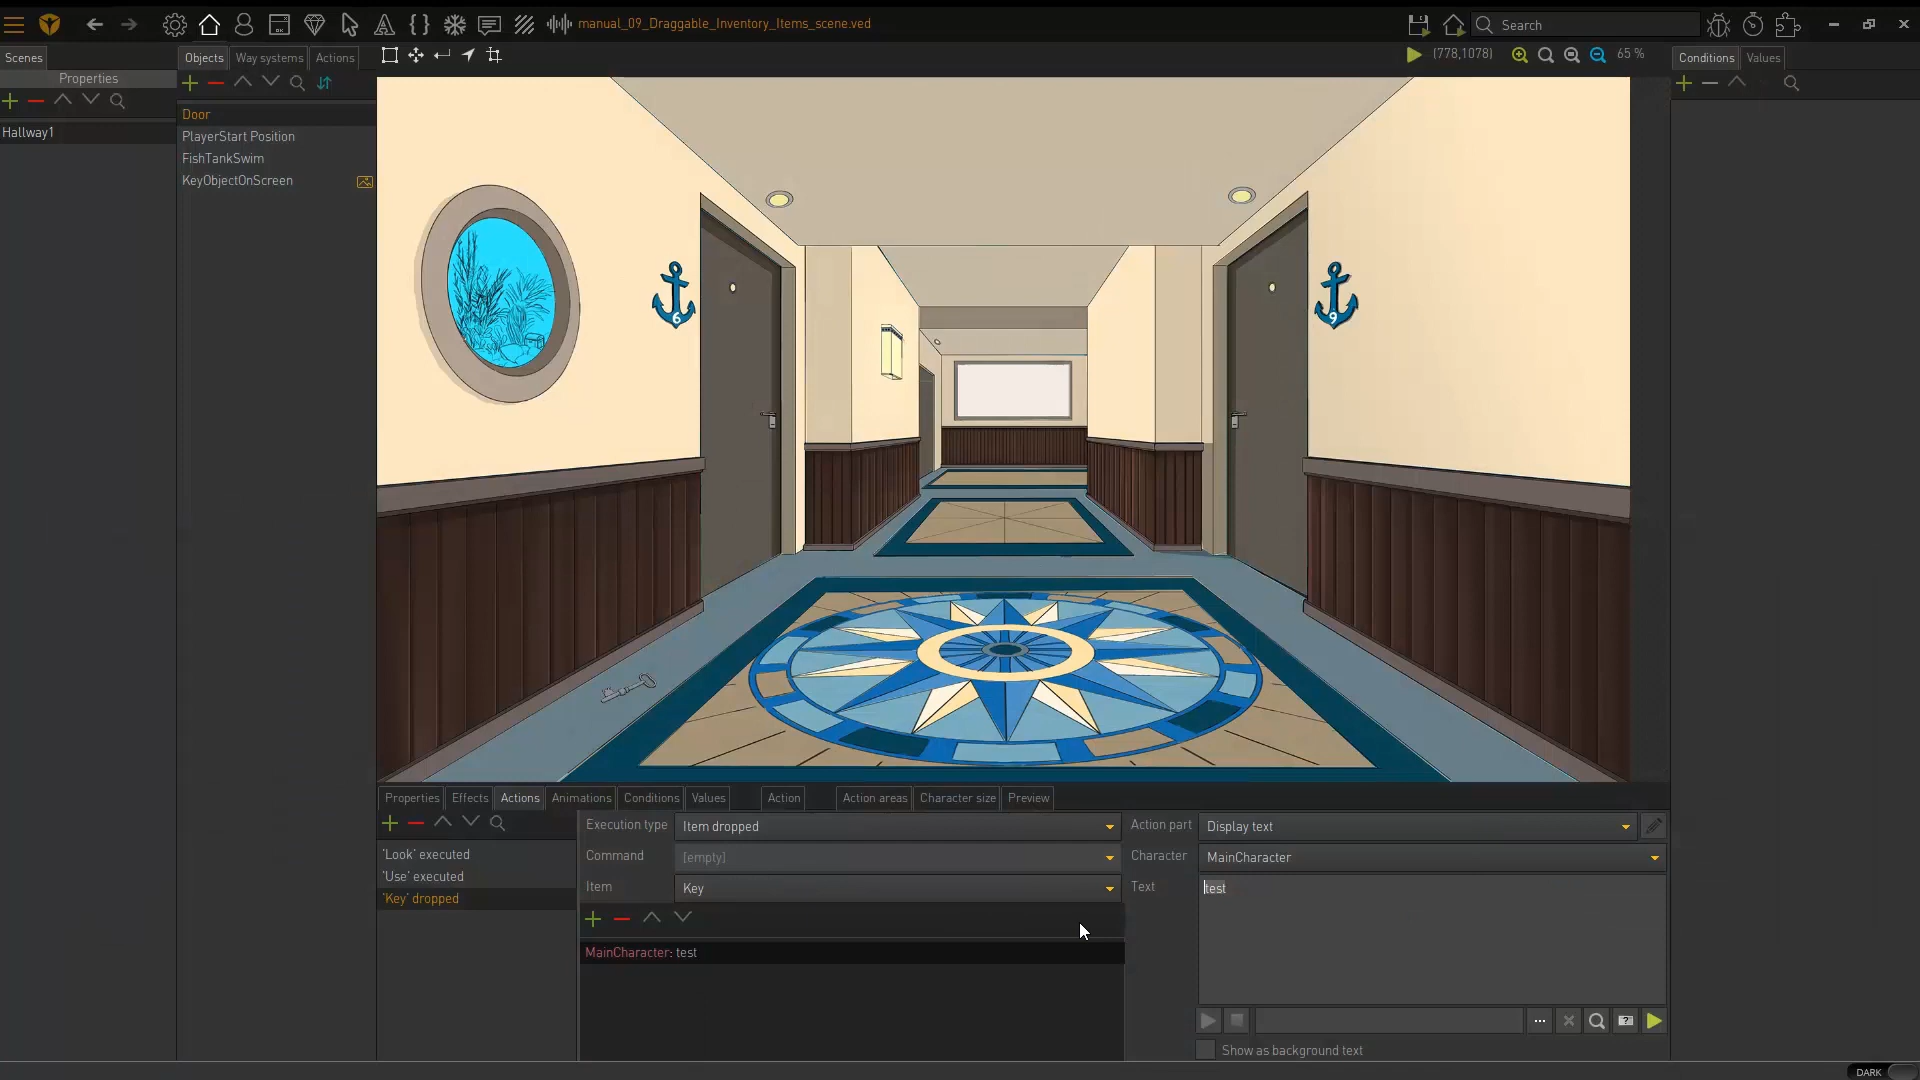 manual_09_Draggable_Inventory_Items_scene.ved
Search
Scenes
Objects
Way systems
Actions
(778,1078)
65 %
Conditions
Values
Properties
Hallway1
Door
PlayerStart Position
FishTankSwim
KeyObjectOnScreen
6
9
Properties
Effects
Actions
Animations
Conditions
Values
Action
Action areas
Character size
Preview
'Look' executed
'Use' executed
'Key' dropped
Execution type
Item dropped
Command
[empty]
Item
Key
MainCharacter: test
Action part
Display text
Character
MainCharacter
Text
test
...
Show as background text
DARK